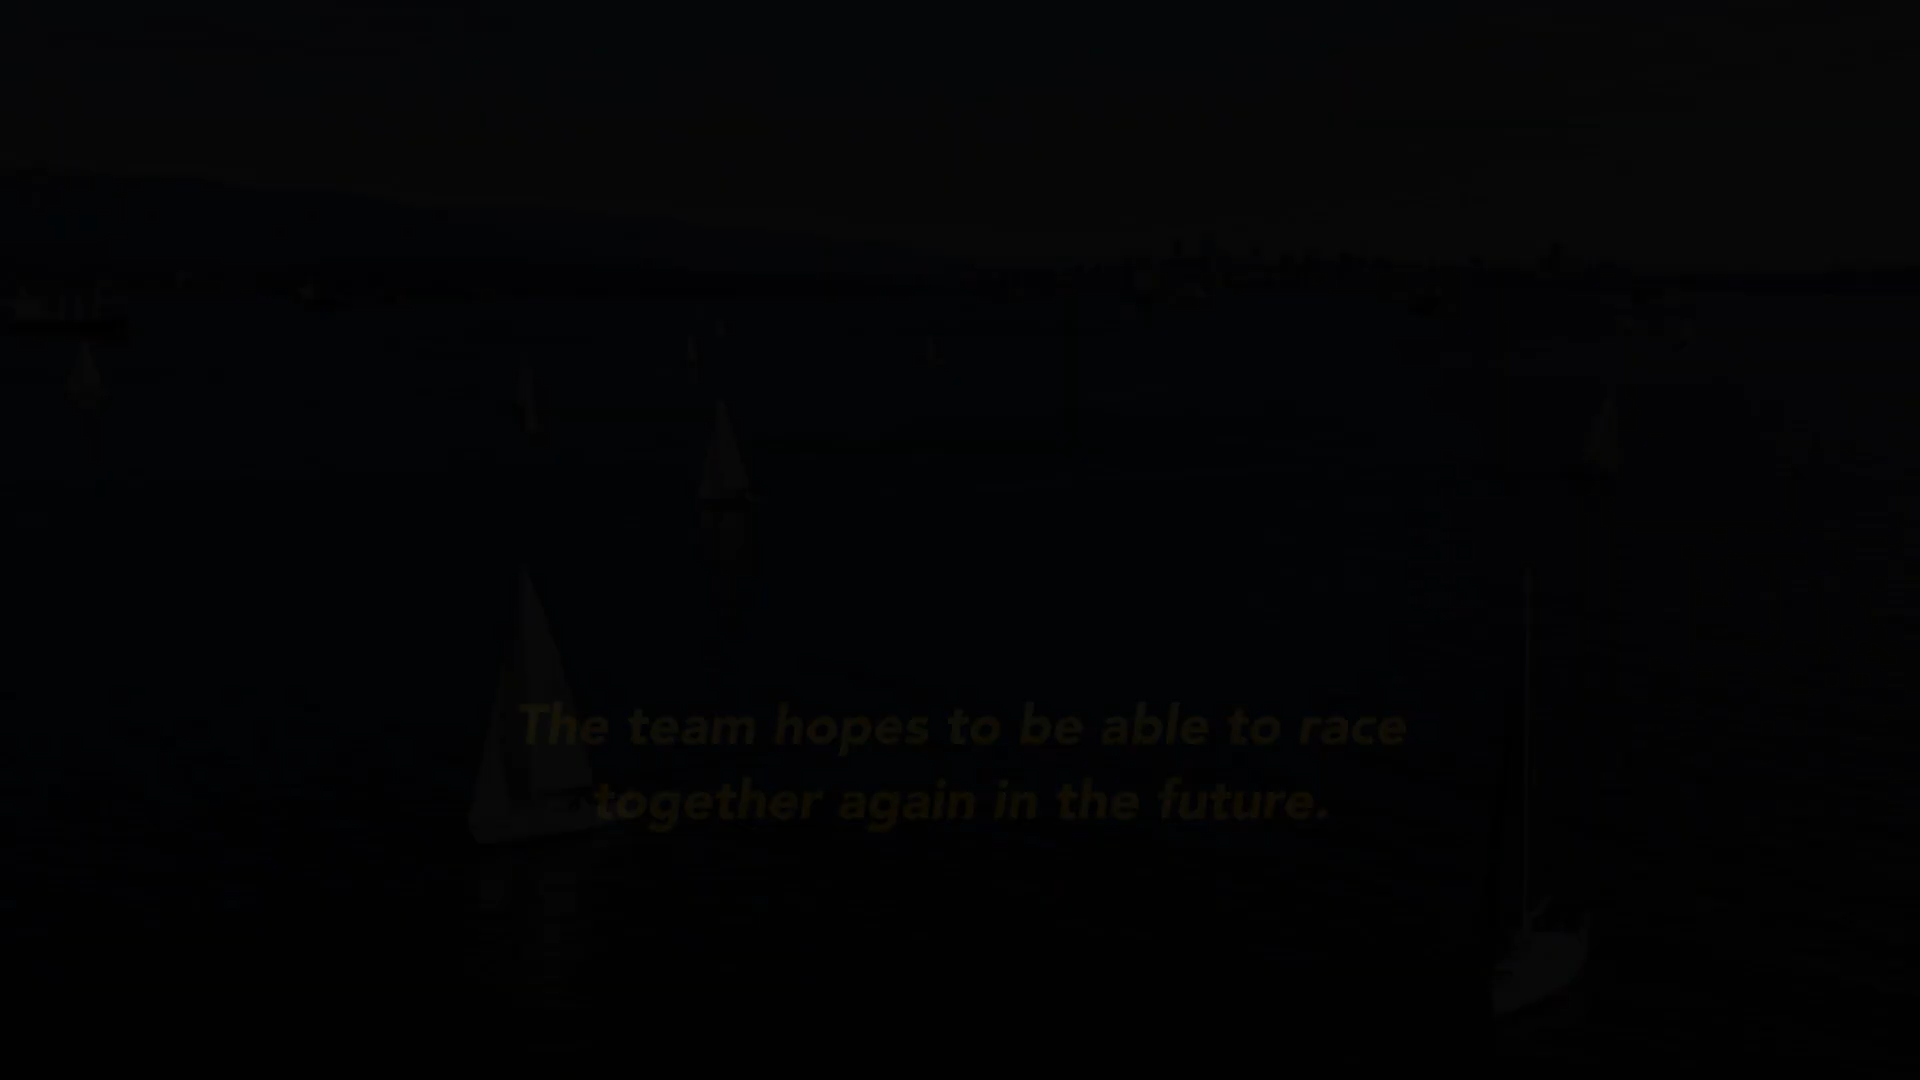 The team hopes to be able to race
together again in the future.